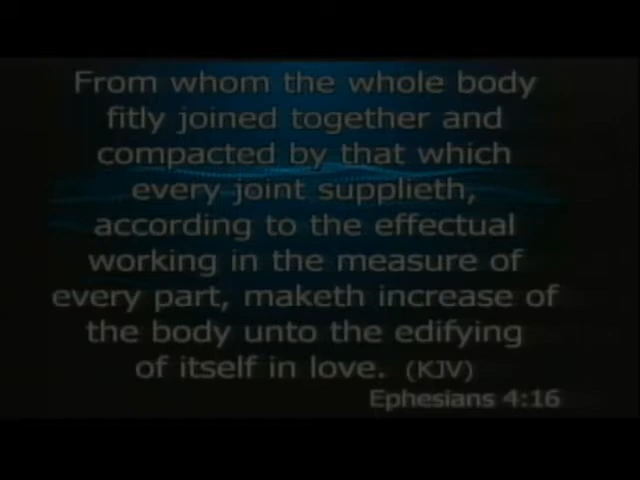 From whom the whole body
fitly joined together and
compacted by that which
every joint supplieth,
according to the effectual
working in the measure of
every part, maketh increase of
the body unto the edifying
of itself in love. (KJV)
Ephesians 4:16